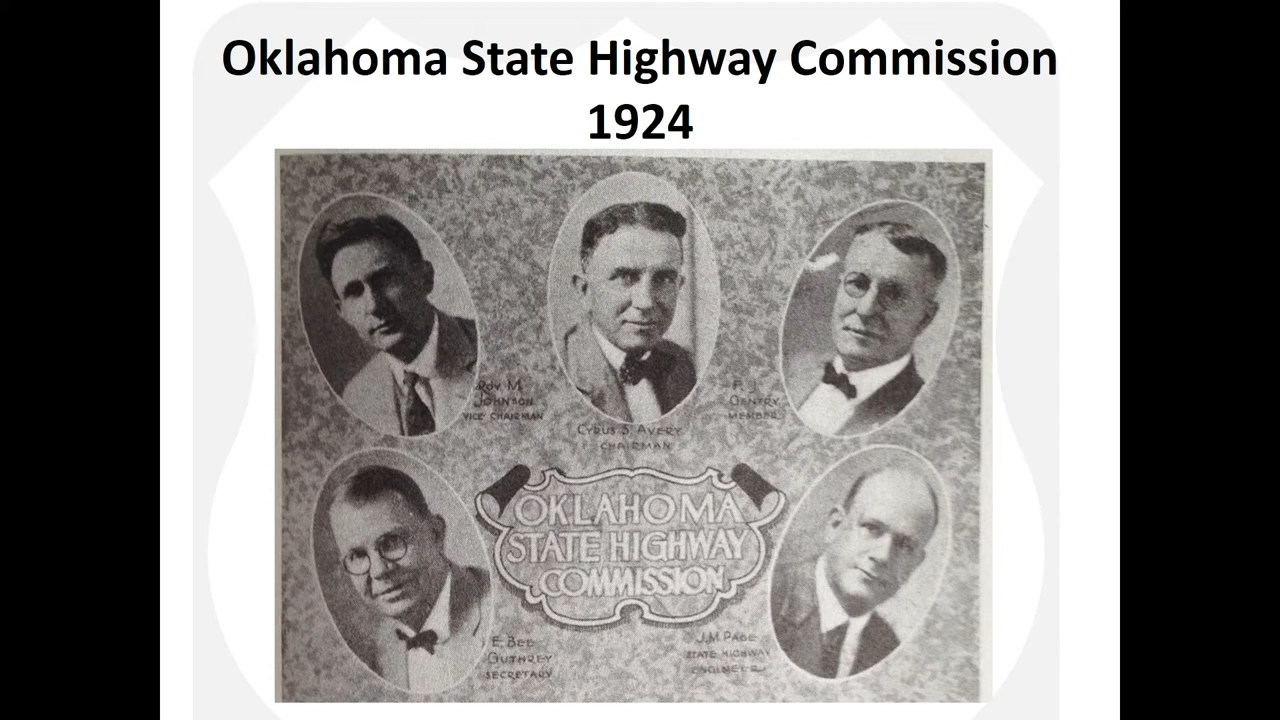 Oklahoma State Highway Commission
1924
ROY M.
JOHNSON
VICE CHAIRMAN
CYRUS S. AVERY
CHAIRMAN
F. J.
GENTRY
MEMBER
OKLAHOMA
STATE HIGHWAY
COMMISSION
E. BEE
GUTHREY
SECRETARY
J.M. PAGE
STATE HIGHWAY
ENGINEER